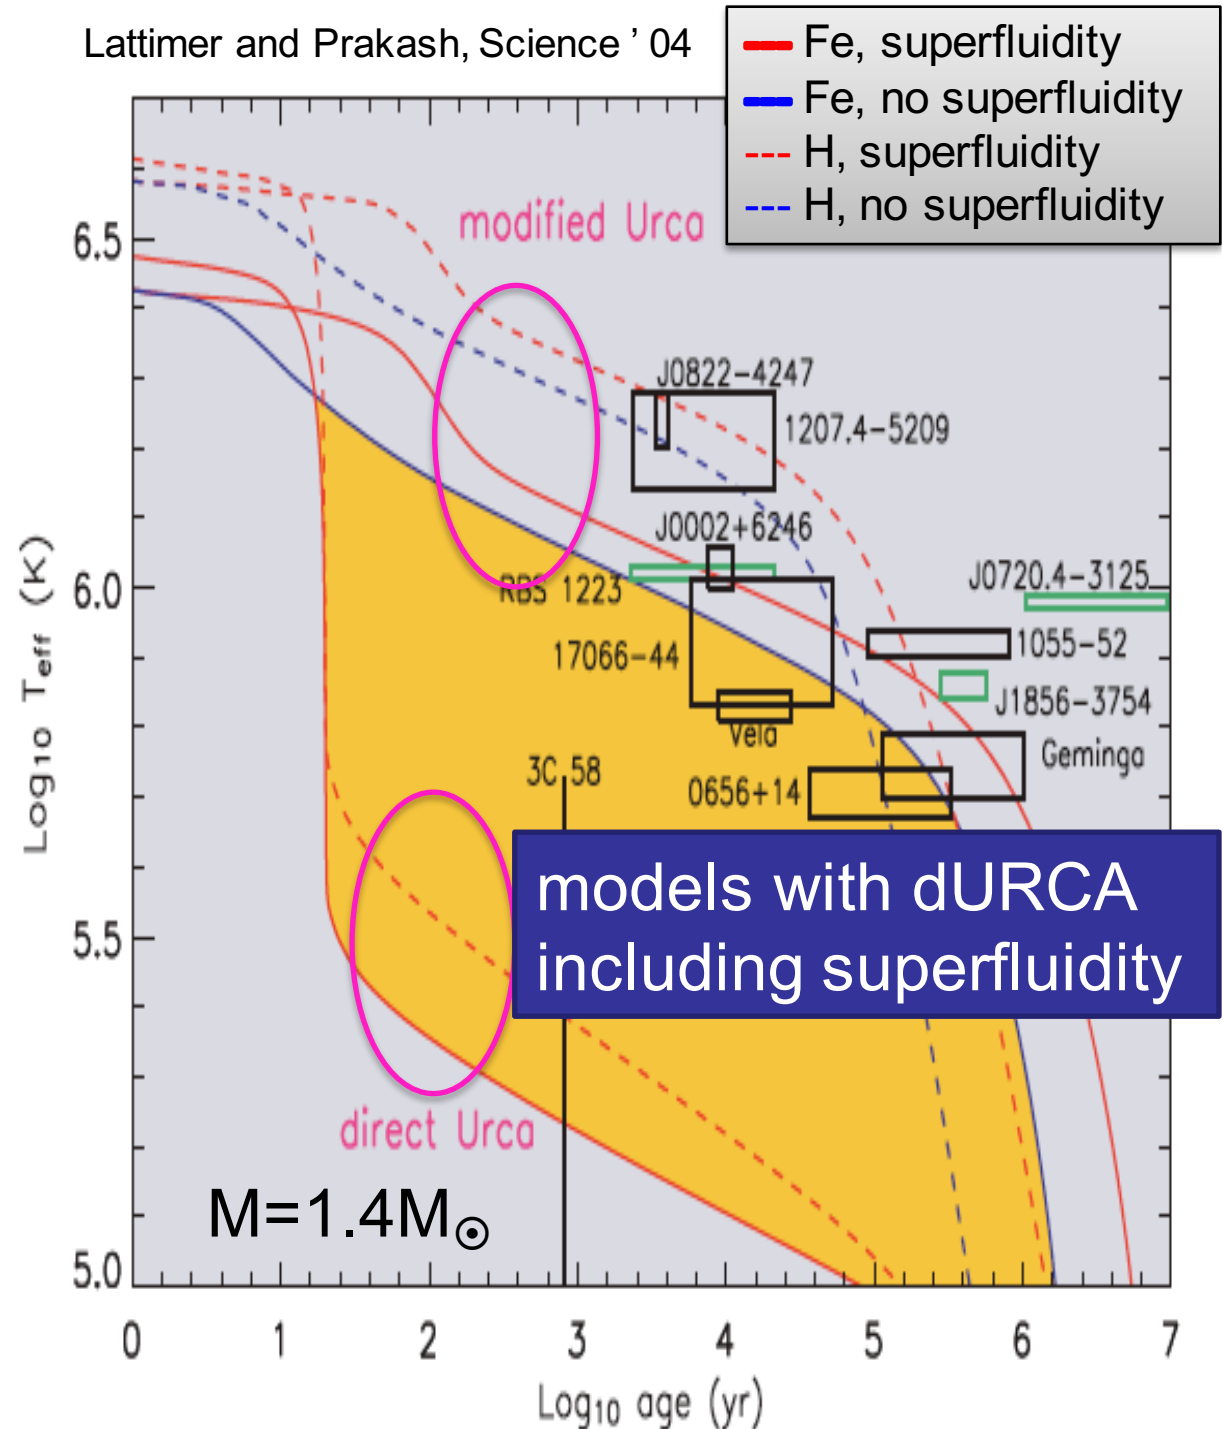 Lattimer and Prakash, Science ’ 04
Fe, superfluidity
Fe, no superfluidity
H, superfluidity
H, no superfluidity
modified Urca
6.5
J0822−4247
1207.4−5209
J0002+6246
6.0
RBS 1223
J0720.4−3125
17066−44
1055−52
J1856−3754
Vela
Geminga
3C 58
0656+14
models with dURCA
including superfluidity
5.5
direct Urca
M=1.4M☉
5.0
0 1 2 3 4 5 6 7
Log10 age (yr)
Log10 Teff (K)